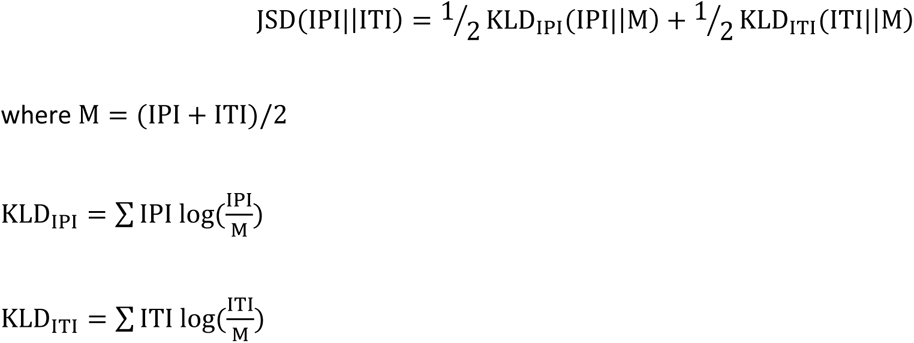 JSD(IPI||ITI) = 1/2 KLD_IPI(IPI||M) + 1/2 KLD_ITI(ITI||M)
where M = (IPI + ITI)/2
KLD_IPI = ∑ IPI log(IPI/M)
KLD_ITI = ∑ ITI log(ITI/M)